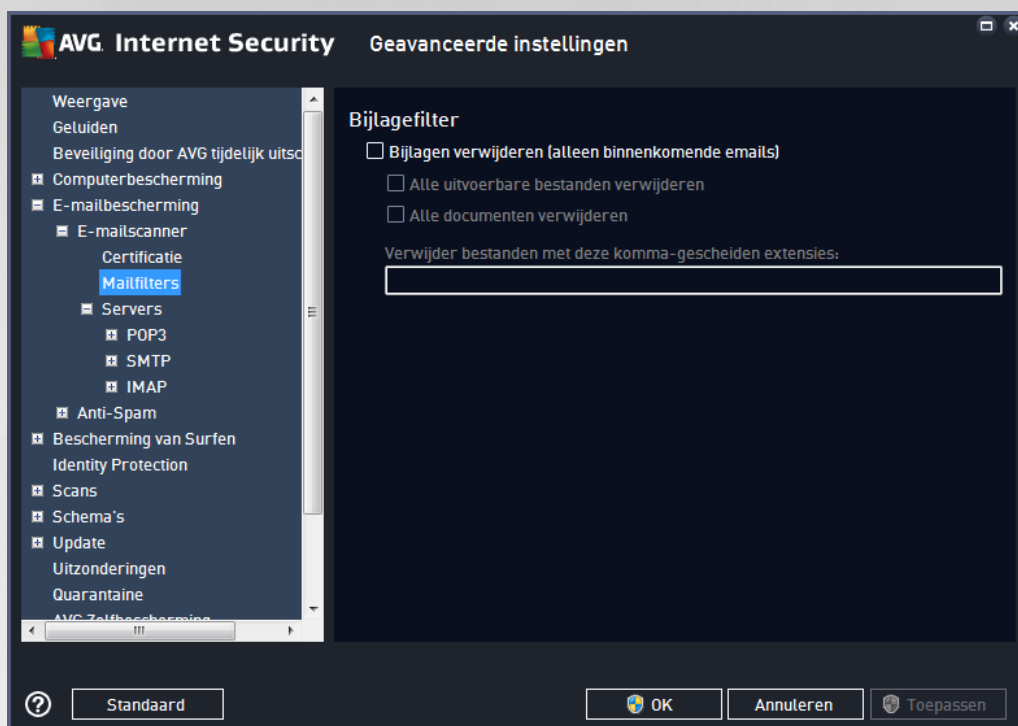 AVG. Internet Security Geavanceerde instellingen
Weergave
Geluiden
Beveiliging door AVG tijdelijk uitsc
Computerbescherming
E-mailbescherming
E-mailscanner
Certificatie
Mailfilters
Servers
POP3
SMTP
IMAP
Anti-Spam
Bescherming van Surfen
Identity Protection
Scans
Schema's
Update
Uitzonderingen
Quarantaine
AVG Zelfbescherming
Bijlagefilter
Bijlagen verwijderen (alleen binnenkomende emails)
Alle uitvoerbare bestanden verwijderen
Alle documenten verwijderen
Verwijder bestanden met deze komma-gescheiden extensies:
Standaard
OK
Annuleren
Toepassen